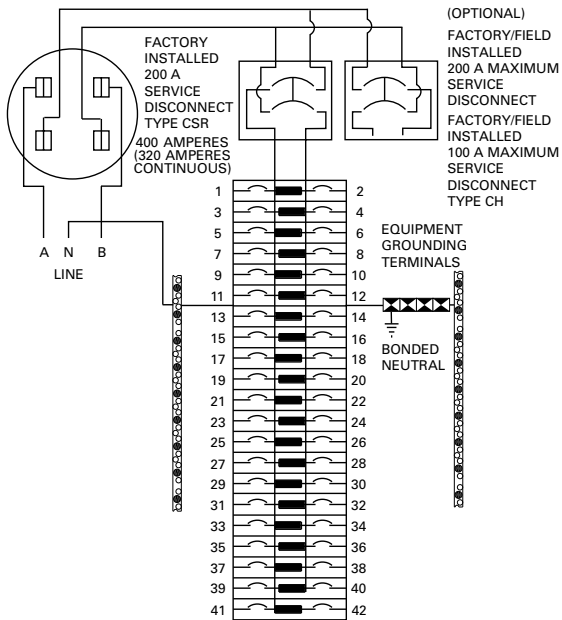 FACTORY
INSTALLED
200 A
SERVICE
DISCONNECT
TYPE CSR
400 AMPERES
(320 AMPERES
CONTINUOUS)
(OPTIONAL)
FACTORY/FIELD
INSTALLED
200 A MAXIMUM
SERVICE
DISCONNECT
FACTORY/FIELD
INSTALLED
100 A MAXIMUM
SERVICE
DISCONNECT
TYPE CH
A N B
LINE
EQUIPMENT
GROUNDING
TERMINALS
BONDED
NEUTRAL
1 2
3 4
5 6
7 8
9 10
11 12
13 14
15 16
17 18
19 20
21 22
23 24
25 26
27 28
29 30
31 32
33 34
35 36
37 38
39 40
41 42